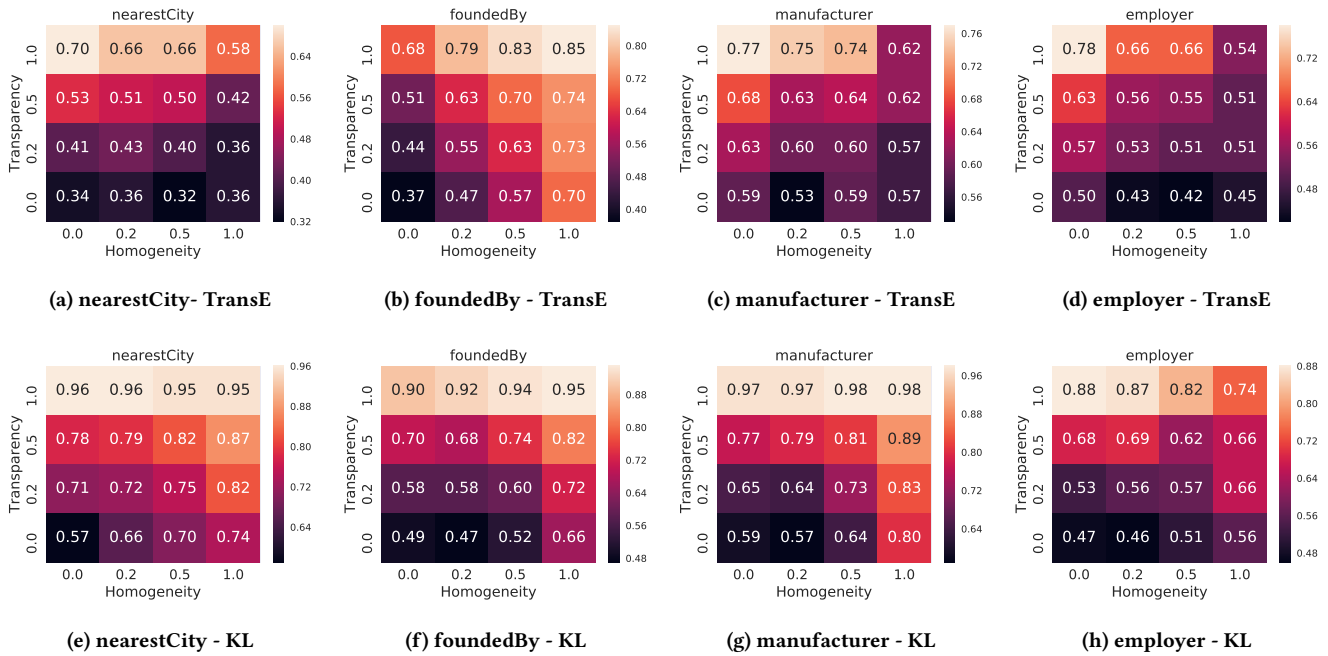 nearestCity
foundedBy
manufacturer
employer
1.0 0.70 0.66 0.66 0.58
0.5 0.53 0.51 0.50 0.42
0.2 0.41 0.43 0.40 0.36
0.0 0.34 0.36 0.32 0.36
Transparency
0.0 0.2 0.5 1.0
Homogeneity
0.64
0.56
0.48
0.40
0.32
(a) nearestCity- TransE
1.0 0.68 0.79 0.83 0.85
0.5 0.51 0.63 0.70 0.74
0.2 0.44 0.55 0.63 0.73
0.0 0.37 0.47 0.57 0.70
Transparency
0.0 0.2 0.5 1.0
Homogeneity
0.80
0.72
0.64
0.56
0.48
0.40
(b) foundedBy - TransE
1.0 0.77 0.75 0.74 0.62
0.5 0.68 0.63 0.64 0.62
0.2 0.63 0.60 0.60 0.57
0.0 0.59 0.53 0.59 0.57
Transparency
0.0 0.2 0.5 1.0
Homogeneity
0.76
0.72
0.68
0.64
0.60
0.56
(c) manufacturer - TransE
1.0 0.78 0.66 0.66 0.54
0.5 0.63 0.56 0.55 0.51
0.2 0.57 0.53 0.51 0.51
0.0 0.50 0.43 0.42 0.45
Transparency
0.0 0.2 0.5 1.0
Homogeneity
0.72
0.64
0.56
0.48
(d) employer - TransE
nearestCity
1.0 0.96 0.96 0.95 0.95
0.5 0.78 0.79 0.82 0.87
0.2 0.71 0.72 0.75 0.82
0.0 0.57 0.66 0.70 0.74
Transparency
0.0 0.2 0.5 1.0
Homogeneity
0.96
0.88
0.80
0.72
0.64
(e) nearestCity - KL
foundedBy
1.0 0.90 0.92 0.94 0.95
0.5 0.70 0.68 0.74 0.82
0.2 0.58 0.58 0.60 0.72
0.0 0.49 0.47 0.52 0.66
Transparency
0.0 0.2 0.5 1.0
Homogeneity
0.88
0.80
0.72
0.64
0.56
0.48
(f) foundedBy - KL
manufacturer
1.0 0.97 0.97 0.98 0.98
0.5 0.77 0.79 0.81 0.89
0.2 0.65 0.64 0.73 0.83
0.0 0.59 0.57 0.64 0.80
Transparency
0.0 0.2 0.5 1.0
Homogeneity
0.96
0.88
0.80
0.72
0.64
(g) manufacturer - KL
employer
1.0 0.88 0.87 0.82 0.74
0.5 0.68 0.69 0.62 0.66
0.2 0.53 0.56 0.57 0.66
0.0 0.47 0.46 0.51 0.56
Transparency
0.0 0.2 0.5 1.0
Homogeneity
0.88
0.80
0.72
0.64
0.56
0.48
(h) employer - KL